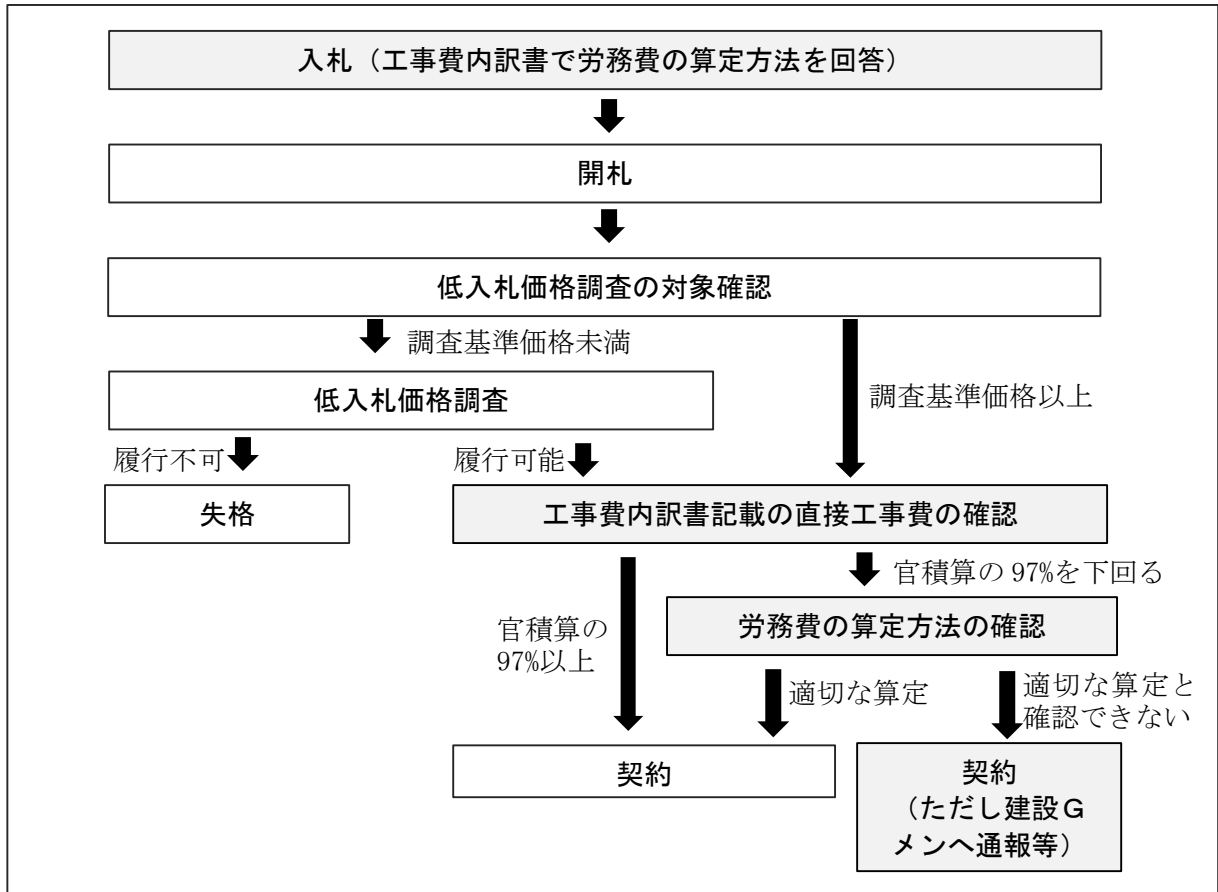 入札（工事費内訳書で労務費の算定方法を回答）
開札
低入札価格調査の対象確認
調査基準価格未満
低入札価格調査
調査基準価格以上
履行不可
履行可能
失格
工事費内訳書記載の直接工事費の確認
官積算の 97%を下回る
労務費の算定方法の確認
官積算の
97%以上
適切な算定
適切な算定と
確認できない
契約
契約
（ただし建設Ｇ
メンへ通報等）